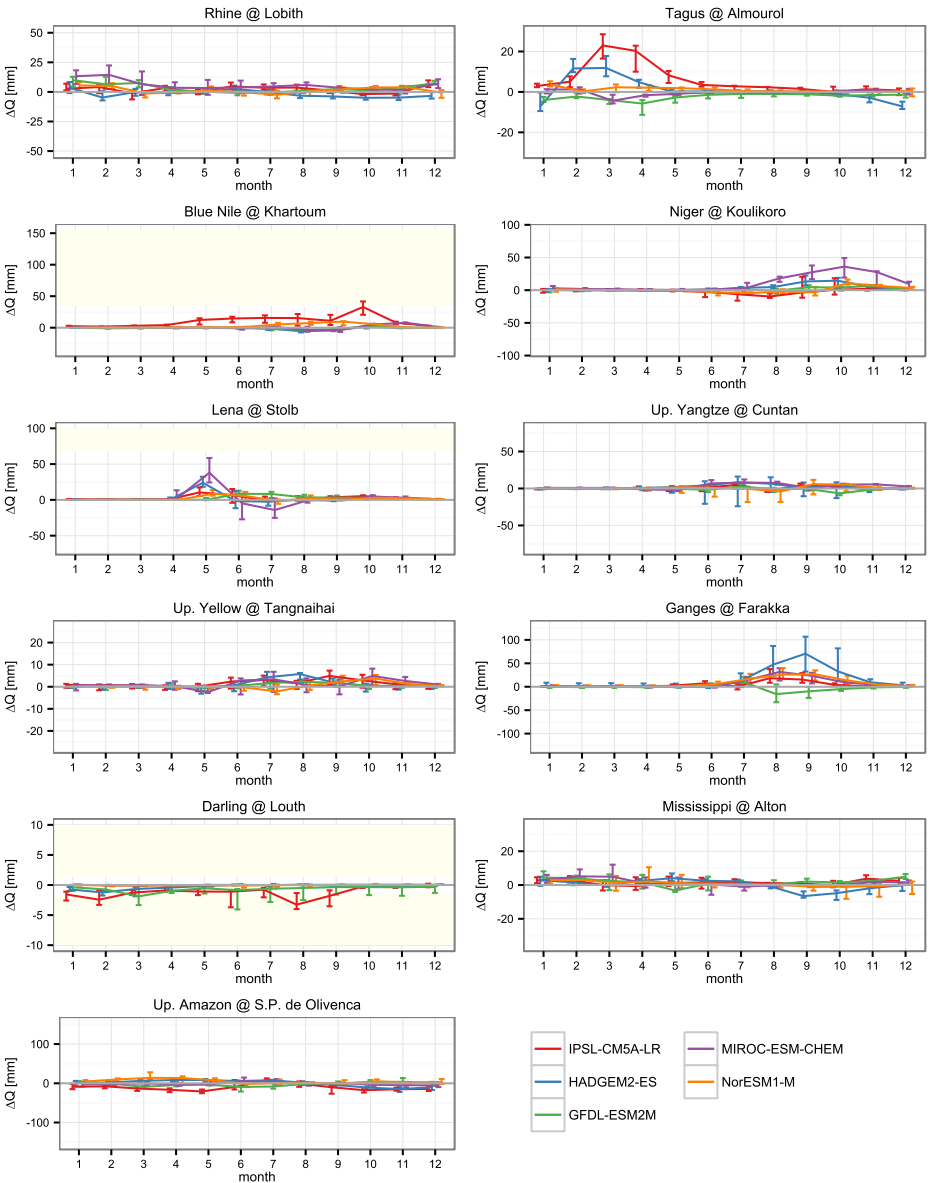 Rhine @ Lobith
50
25
0
-25
-50
ΔQ [mm]
1 2 3 4 5 6 7 8 9 10 11 12
month
Tagus @ Almourol
20
0
-20
ΔQ [mm]
1 2 3 4 5 6 7 8 9 10 11 12
month
Blue Nile @ Khartoum
150
100
50
0
ΔQ [mm]
1 2 3 4 5 6 7 8 9 10 11 12
month
Niger @ Koulikoro
100
50
0
-50
-100
ΔQ [mm]
1 2 3 4 5 6 7 8 9 10 11 12
month
Lena @ Stolb
100
50
0
-50
ΔQ [mm]
1 2 3 4 5 6 7 8 9 10 11 12
month
Up. Yangtze @ Cuntan
50
0
-50
ΔQ [mm]
1 2 3 4 5 6 7 8 9 10 11 12
month
Up. Yellow @ Tangnaihai
20
10
0
-10
-20
ΔQ [mm]
1 2 3 4 5 6 7 8 9 10 11 12
month
Ganges @ Farakka
100
50
0
-50
-100
ΔQ [mm]
1 2 3 4 5 6 7 8 9 10 11 12
month
Darling @ Louth
10
5
0
-5
-10
ΔQ [mm]
1 2 3 4 5 6 7 8 9 10 11 12
month
Mississippi @ Alton
20
0
-20
ΔQ [mm]
1 2 3 4 5 6 7 8 9 10 11 12
month
Up. Amazon @ S.P. de Olivenca
100
0
-100
ΔQ [mm]
1 2 3 4 5 6 7 8 9 10 11 12
month
IPSL-CM5A-LR
HADGEM2-ES
GFDL-ESM2M
MIROC-ESM-CHEM
NorESM1-M